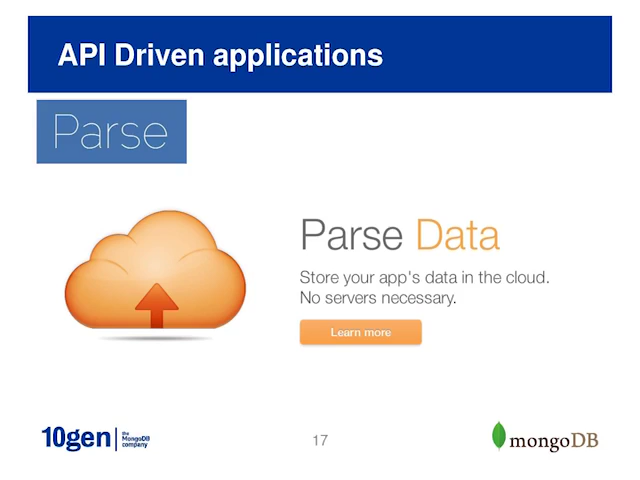 API Driven applications
Parse
Parse Data
Store your app's data in the cloud.
No servers necessary.
Learn more
10gen the MongoDB company
17
mongoDB